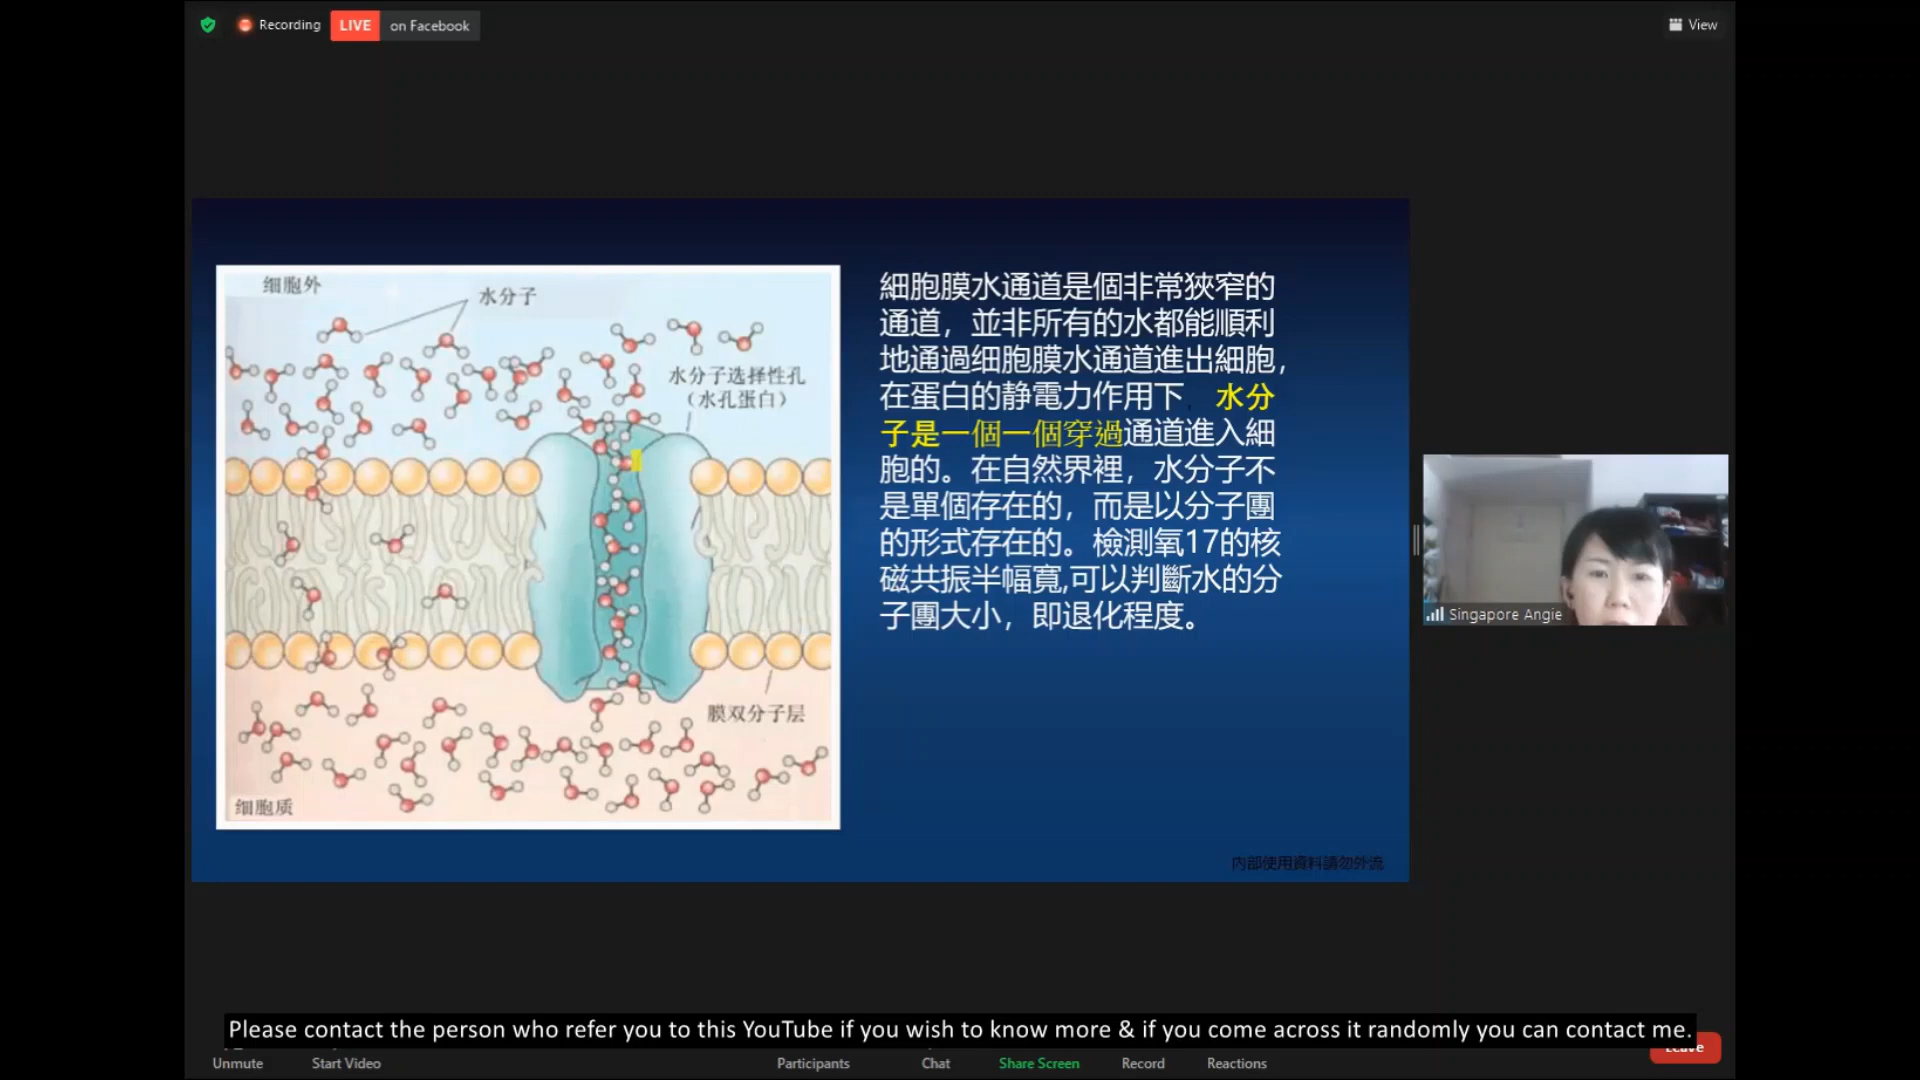 Recording LIVE on Facebook
View
细胞外
水分子
水分子选择性孔
（水孔蛋白）
膜双分子层
细胞质
細胞膜水通道是個非常狹窄的
通道，並非所有的水都能順利
地通過细胞膜水通道進出細胞，
在蛋白的静電力作用下，水分
子是一個一個穿過通道進入細
胞的。在自然界裡，水分子不
是單個存在的，而是以分子團
的形式存在的。檢測氧17的核
磁共振半幅寬,可以判斷水的分
子團大小，即退化程度。
内部使用資料請勿外流
Singapore Angie
Please contact the person who refer you to this YouTube if you wish to know more & if you come across it randomly you can contact me.
Leave
Unmute Start Video Participants Chat Share Screen Record Reactions